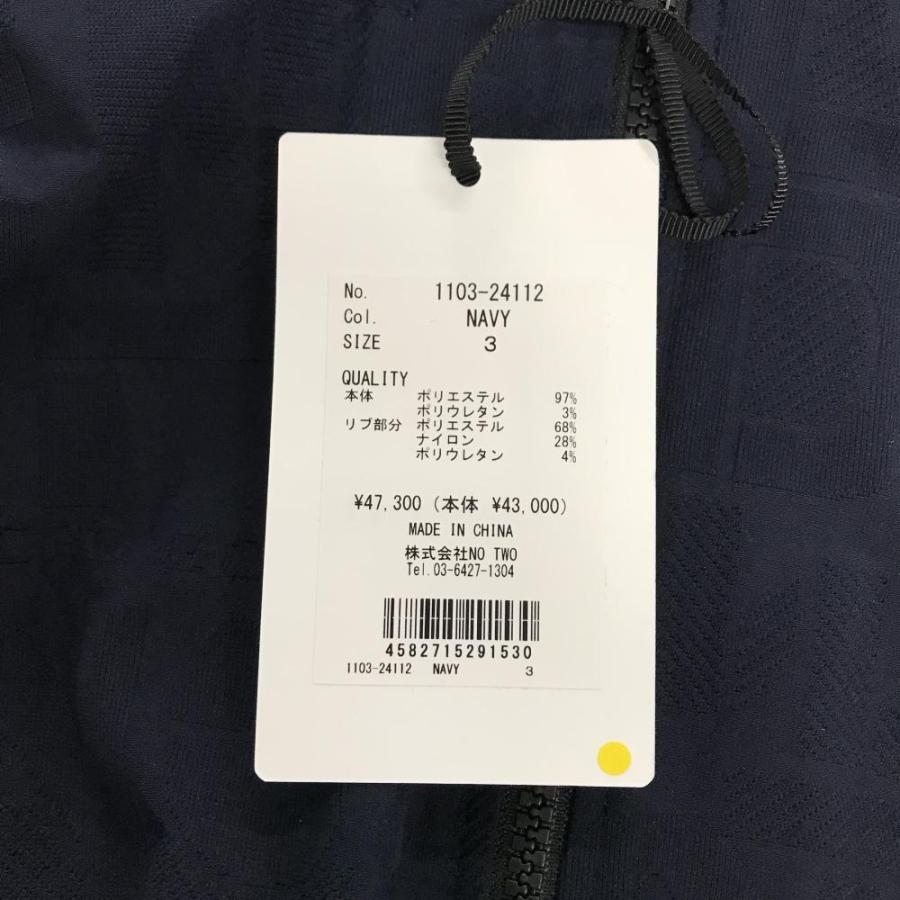 No. 1103-24112
Col. NAVY
SIZE 3
QUALITY
本体 ポリエステル 97%
ポリウレタン 3%
リブ部分 ポリエステル 68%
ナイロン 28%
ポリウレタン 4%
¥47,300 (本体 ¥43,000)
MADE IN CHINA
株式会社NO TWO
Tel.03-6427-1304
4582715291530
1103-24112 NAVY 3